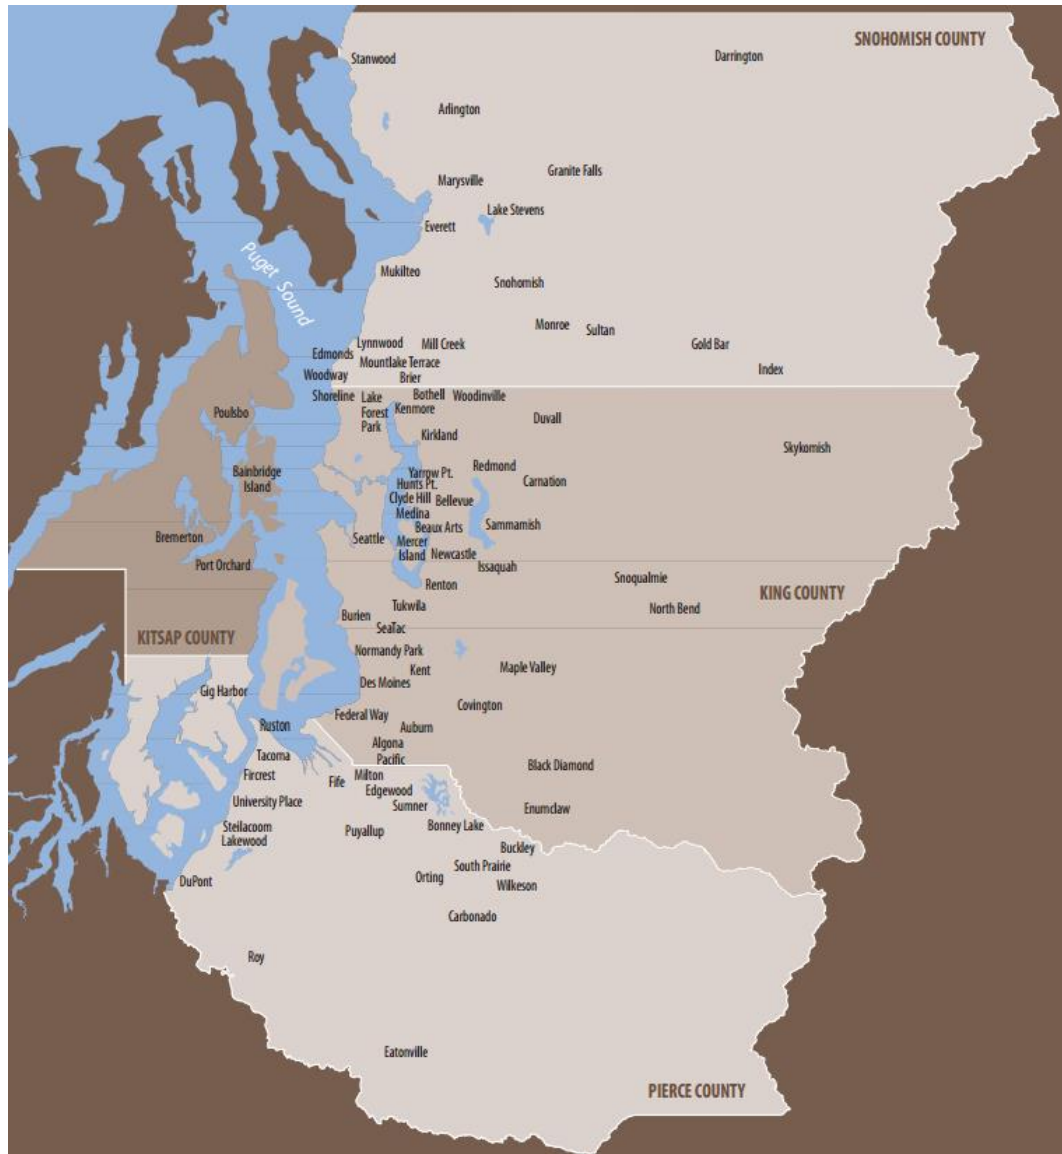 SNOHOMISH COUNTY
Stanwood
Darrington
Arlington
Granite Falls
Marysville
Lake Stevens
Everett
Puget Sound
Mukilteo
Snohomish
Monroe
Sultan
Lynnwood
Mill Creek
Gold Bar
Edmonds
Mountlake Terrace
Index
Woodway
Brier
Shoreline
Lake
Forest
Park
Bothell
Woodinville
Kenmore
Poulsbo
Duvall
Kirkland
Skykomish
Bainbridge
Island
Redmond
Yarrow Pt.
Carnation
Hunts Pt.
Clyde Hill
Bellevue
Medina
Sammamish
Beaux Arts
Bremerton
Seattle
Mercer
Island
Newcastle
Port Orchard
Issaquah
Snoqualmie
Renton
KING COUNTY
Tukwila
North Bend
Burien
SeaTac
KITSAP COUNTY
Normandy Park
Kent
Maple Valley
Des Moines
Gig Harbor
Covington
Federal Way
Ruston
Auburn
Algona
Tacoma
Pacific
Black Diamond
Fircrest
Milton
Fife
Edgewood
University Place
Sumner
Enumclaw
Steilacoom
Puyallup
Bonney Lake
Lakewood
Buckley
South Prairie
DuPont
Orting
Wilkeson
Carbonado
Roy
Eatonville
PIERCE COUNTY